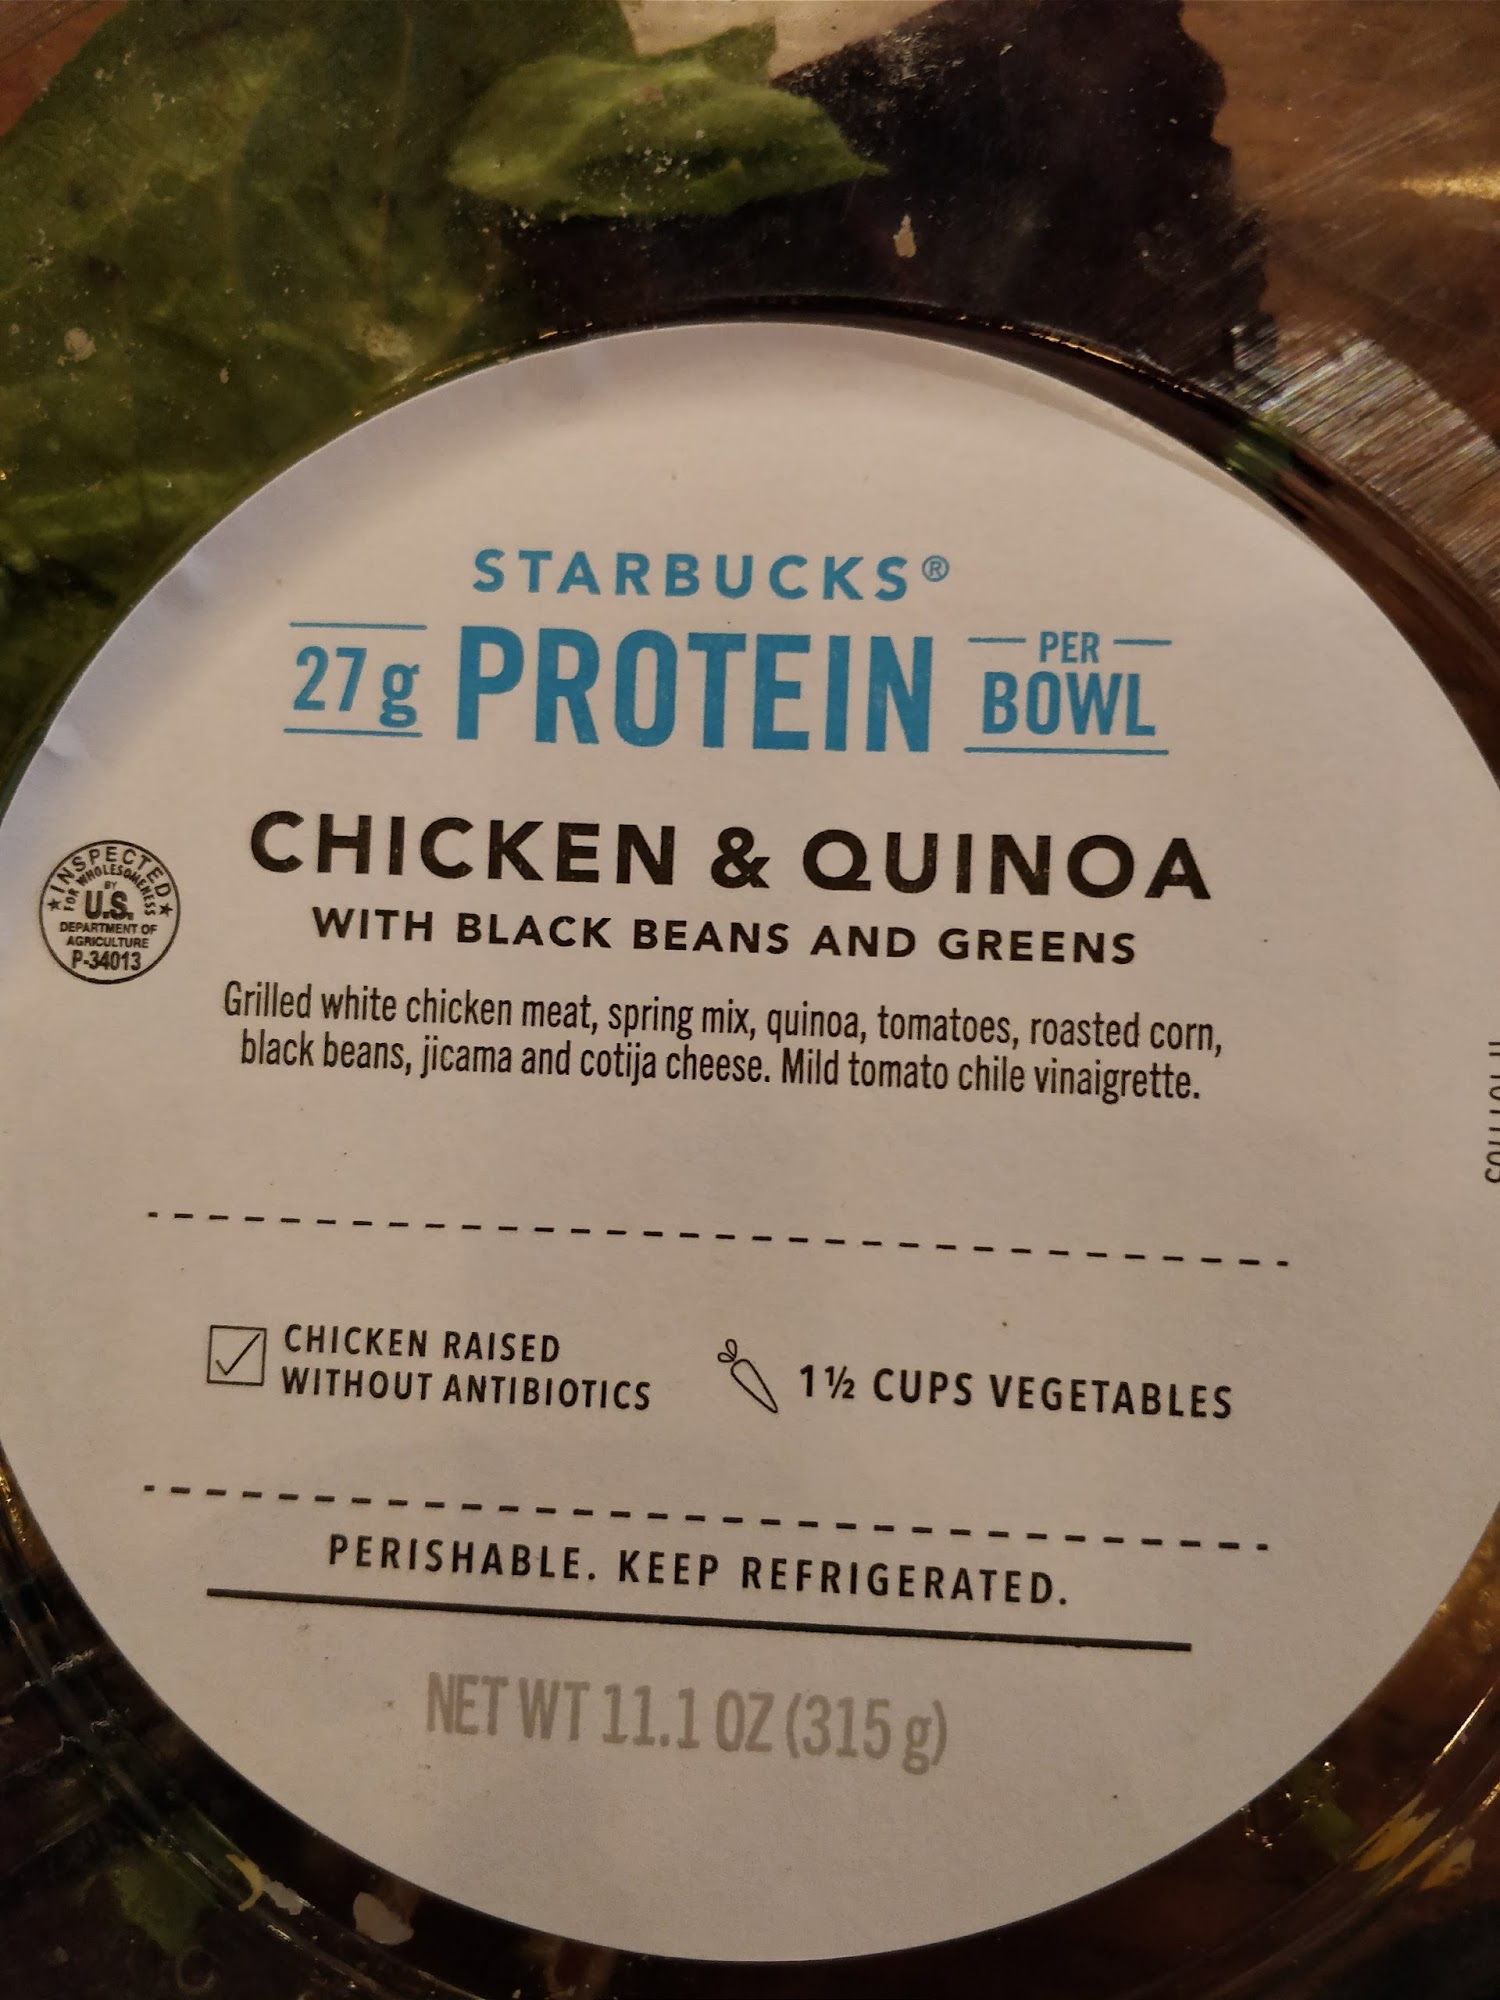 STARBUCKS®
27g PROTEIN PER BOWL
CHICKEN & QUINOA
WITH BLACK BEANS AND GREENS
INSPECTED
FOR WHOLESOMENESS
BY
U.S.
DEPARTMENT OF
AGRICULTURE
P-34013
Grilled white chicken meat, spring mix, quinoa, tomatoes, roasted corn,
black beans, jicama and cotija cheese. Mild tomato chile vinaigrette.
CHICKEN RAISED
WITHOUT ANTIBIOTICS
1½ CUPS VEGETABLES
PERISHABLE. KEEP REFRIGERATED.
NET WT 11.1 OZ (315 g)